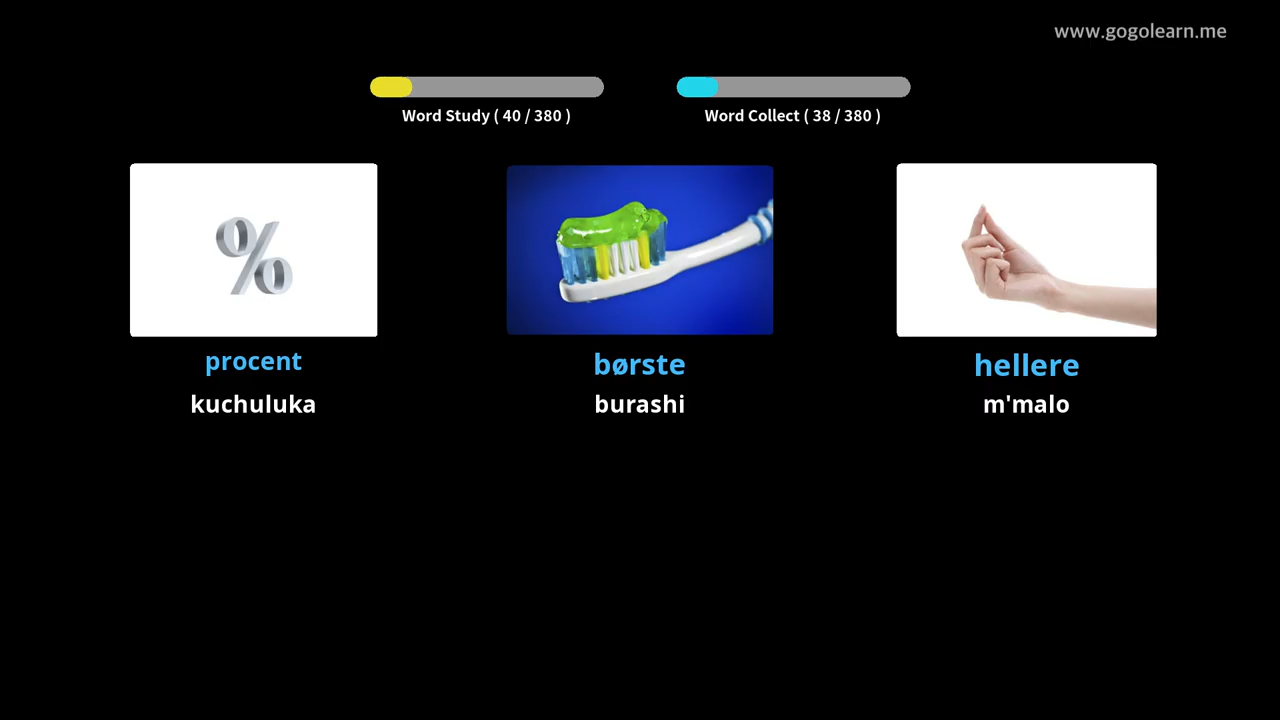 www.gogolearn.me
Word Study ( 40 / 380 )
Word Collect ( 38 / 380 )
%
procent
børste
hellere
kuchuluka
burashi
m'malo